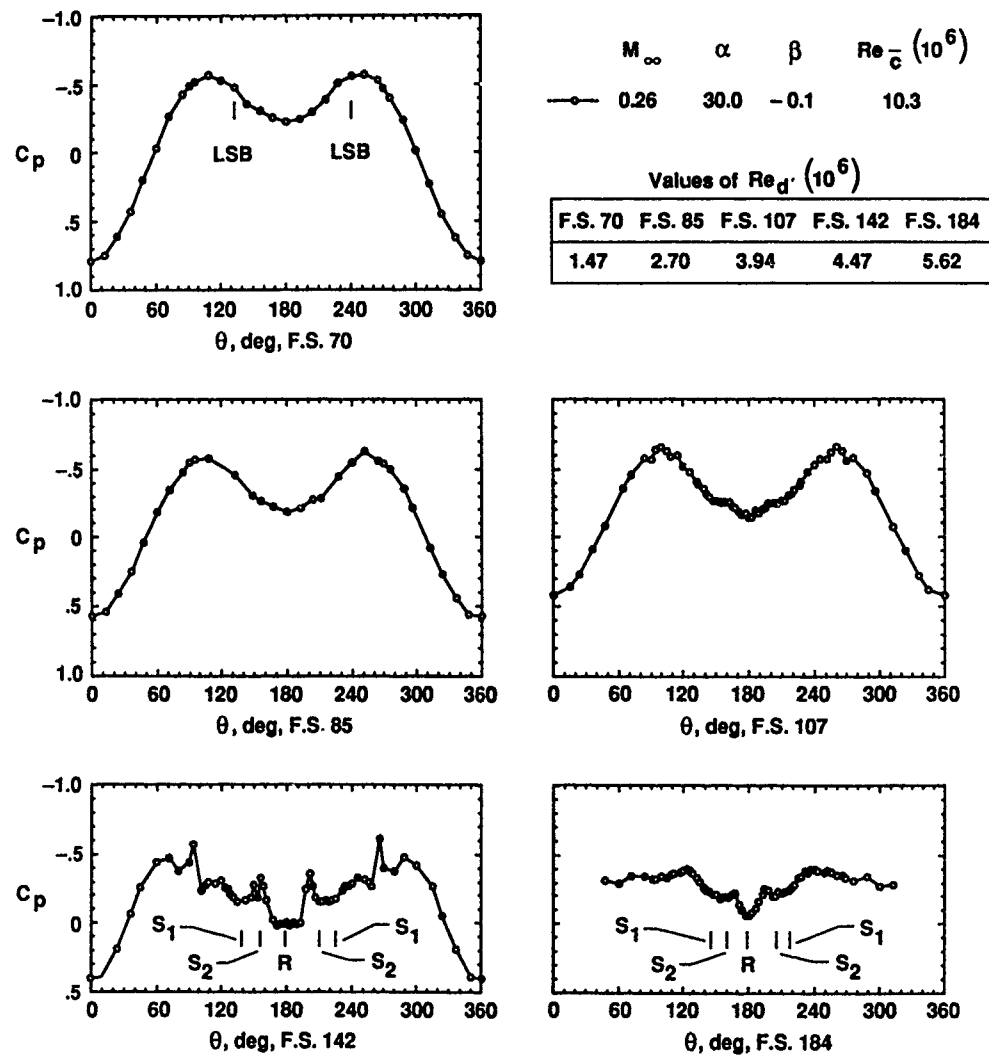 M∞ α β Re c̄ (10⁶)
0.26 30.0 −0.1 10.3
Values of Re d′ (10⁶)
F.S. 70 F.S. 85 F.S. 107 F.S. 142 F.S. 184
1.47 2.70 3.94 4.47 5.62
−1.0
−.5
Cp 0
.5
1.0
LSB LSB
0 60 120 180 240 300 360
θ, deg, F.S. 70
−1.0
−.5
Cp 0
.5
1.0
0 60 120 180 240 300 360
θ, deg, F.S. 85
0 60 120 180 240 300 360
θ, deg, F.S. 107
−1.0
−.5
Cp
0
.5
S₁ S₁
S₂ R S₂
0 60 120 180 240 300 360
θ, deg, F.S. 142
S₁ S₁
S₂ R S₂
0 60 120 180 240 300 360
θ, deg, F.S. 184